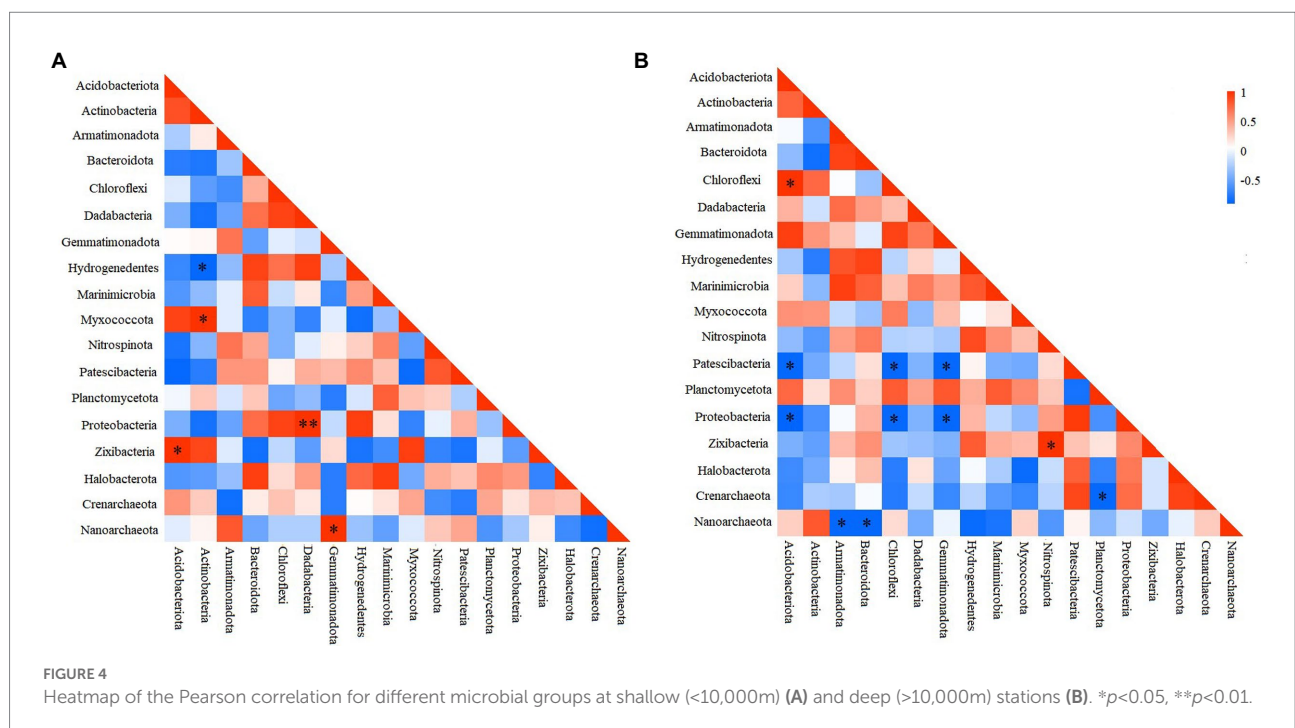 A
Acidobacteriota
Actinobacteria
Armatimonadota
Bacteroidota
Chloroflexi
Dadabacteria
Gemmatimonadota
Hydrogenedentes
Marinimicrobia
Myxococcota
Nitrospinota
Patescibacteria
Planctomycetota
Proteobacteria
Zixibacteria
Halobacterota
Crenarchaeota
Nanoarchaeota
*
*
**
*
*
Acidobacteriota
Actinobacteria
Armatimonadota
Bacteroidota
Chloroflexi
Dadabacteria
Gemmatimonadota
Hydrogenedentes
Marinimicrobia
Myxococcota
Nitrospinota
Patescibacteria
Planctomycetota
Proteobacteria
Zixibacteria
Halobacterota
Crenarchaeota
Nanoarchaeota
B
Acidobacteriota
Actinobacteria
Armatimonadota
Bacteroidota
Chloroflexi
Dadabacteria
Gemmatimonadota
Hydrogenedentes
Marinimicrobia
Myxococcota
Nitrospinota
Patescibacteria
Planctomycetota
Proteobacteria
Zixibacteria
Halobacterota
Crenarchaeota
Nanoarchaeota
*
* * *
* * *
*
*
* *
Acidobacteriota
Actinobacteria
Armatimonadota
Bacteroidota
Chloroflexi
Dadabacteria
Gemmatimonadota
Hydrogenedentes
Marinimicrobia
Myxococcota
Nitrospinota
Patescibacteria
Planctomycetota
Proteobacteria
Zixibacteria
Halobacterota
Crenarchaeota
Nanoarchaeota
1
0.5
0
-0.5
FIGURE 4
Heatmap of the Pearson correlation for different microbial groups at shallow (<10,000m) (A) and deep (>10,000m) stations (B). *p<0.05, **p<0.01.